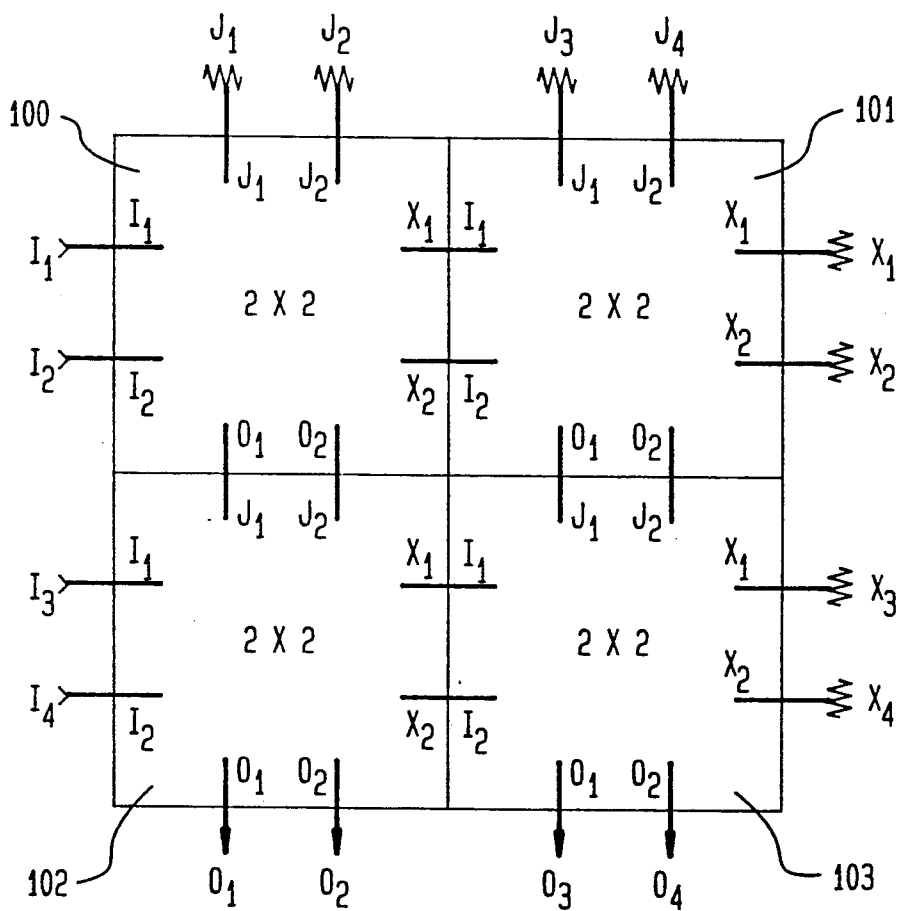 J1 J2 J3 J4
100 101
J1 J2 J1 J2
I1 I1 X1 I1 X1 X1
2 X 2 2 X 2
I2 I2 X2 I2 X2 X2
O1 O2 O1 O2
J1 J2 J1 J2
I3 I1 X1 I1 X1 X3
2 X 2 2 X 2
I4 I2 X2 I2 X2 X4
O1 O2 O1 O2
102 103
O1 O2 O3 O4